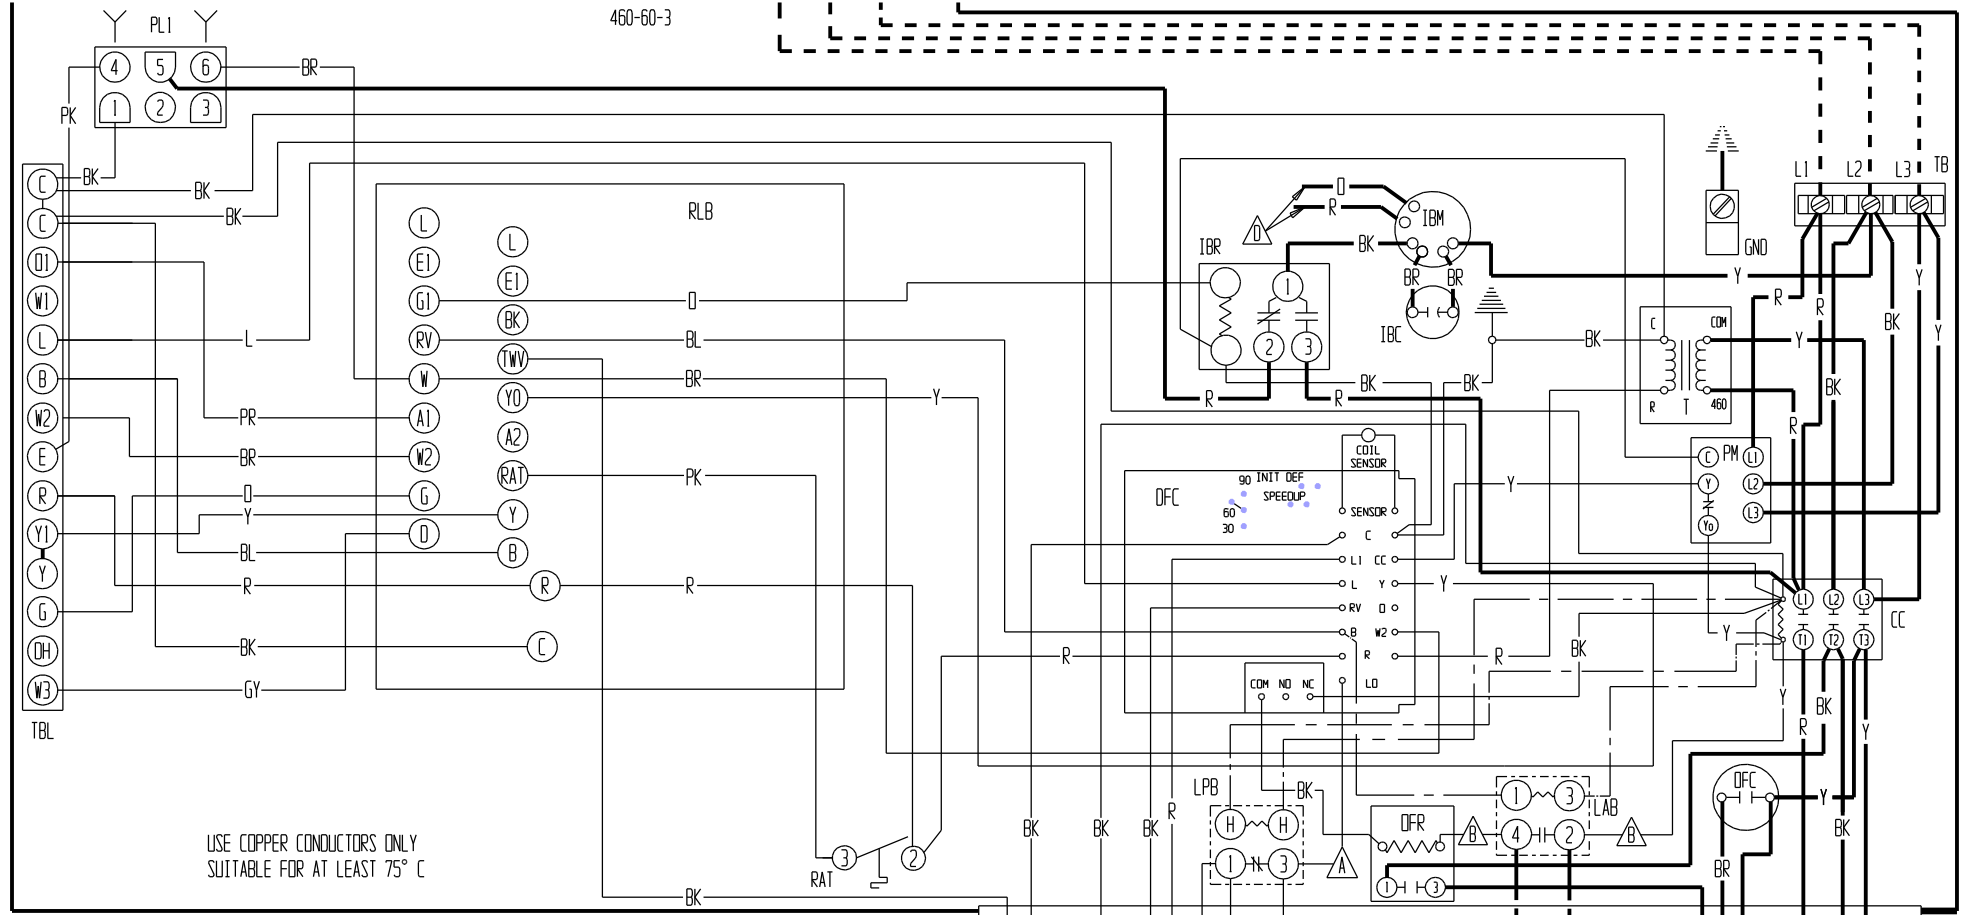 460-60-3
PL1
4 5 6
1 2 3
BR
PK
BK
BK
BK
C
C
O1
W1
L
B
W2
E
R
Y1
Y
G
OH
W3
TBL
L
PR
BR
O
Y
BL
R
BK
GY
RLB
L
E1
G1
RV
W
A1
W2
G
O
L
E1
BK
TWV
YO
A2
RAT
Y
B
R
C
O
BL
BR
Y
PK
R
BK
3
2
RAT
USE COPPER CONDUCTORS ONLY
SUITABLE FOR AT LEAST 75° C
O
R
D
IBM
IBR
BK
BR BR
IBC
1
2 3
R
BK
R
BK
BK
Y
L1 L2 L3 TB
GND
R
R
BK
Y
Y
BK
R
C COM
R T 460
Y
PM
C
Y
Yo
L1
L2
L3
COIL
SENSOR
DFC
90 INIT DEF
SPEEDUP
60
30
SENSOR
C
L1 CC
L Y
RV O
B W2
R
LO
COM NO NC
Y
Y
R
R
BK
Y
L1 L2 L3
T1 T2 T3
CC
Y
R
BK
Y
BK
BK
BK
R
LPB
H H
1 3
BK
A
OFR
1 3
B
1 3
4 2
LAB
B
OFC
Y
BR
BK